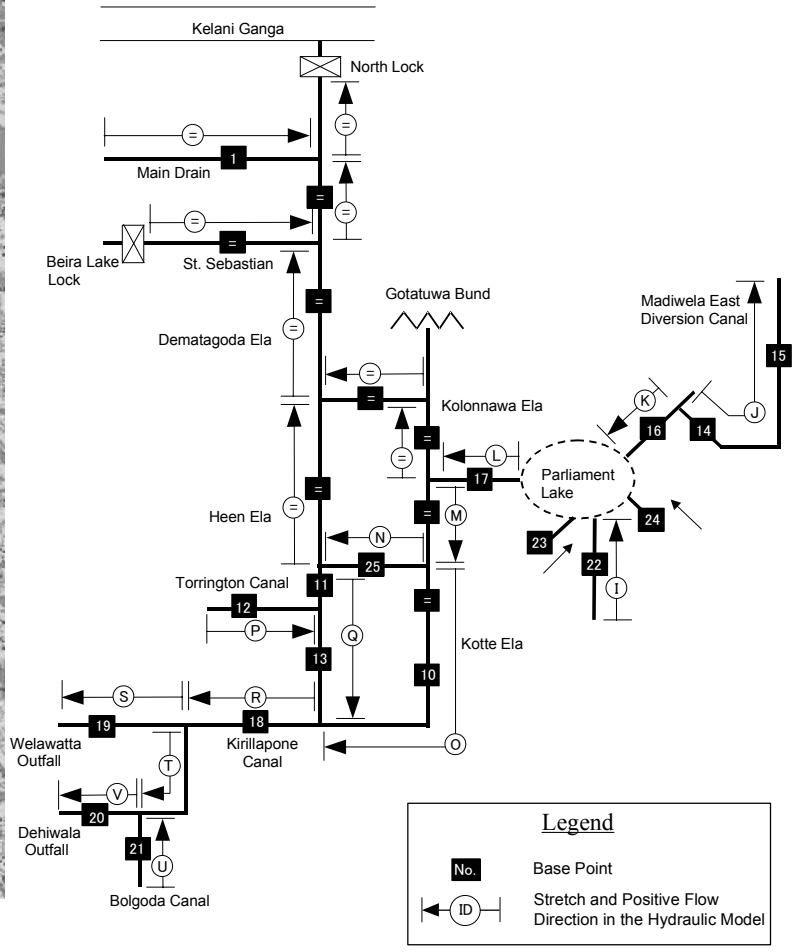 Kelani Ganga
North Lock
=
=
1
Main Drain
=
=
=
=
Beira Lake
Lock
St. Sebastian
=
Gotatuwa Bund
Madiwela East
Diversion Canal
Dematagoda Ela
=
=
15
=
Kolonnawa Ela
K
J
=
16
14
=
L
=
17
Parliament
Lake
=
=
M
24
Heen Ela
N
23
22
25
I
Torrington Canal
11
=
12
P
Q
Kotte Ela
13
10
S
R
19
18
O
Welawatta
Outfall
Kirillapone
Canal
T
V
20
Dehiwala
Outfall
21
U
Bolgoda Canal
Legend
No.
Base Point
ID
Stretch and Positive Flow
Direction in the Hydraulic Model